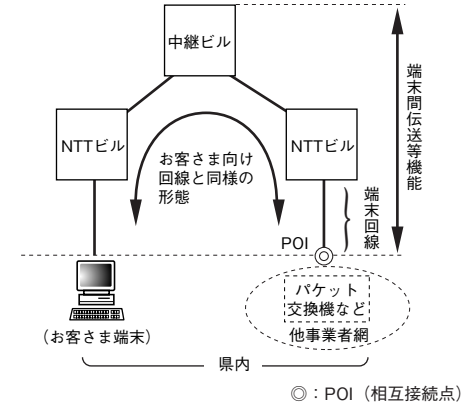 中継ビル
NTTビル
NTTビル
お客さま向け
回線と同様の
形態
端末間伝送等機能
端末回線
POI
パケット
交換機など
他事業者網
(お客さま端末)
県内
◎：POI（相互接続点）